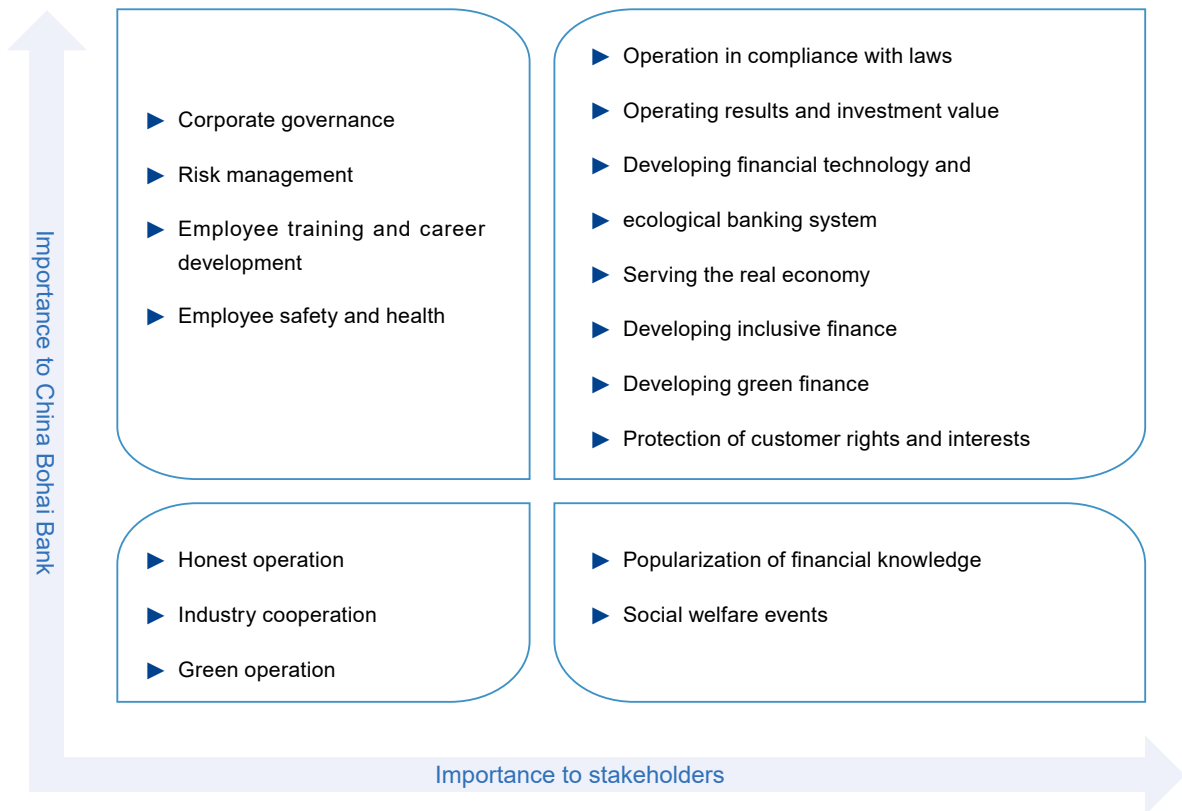 Importance to China Bohai Bank
Corporate governance
Risk management
Employee training and career
development
Employee safety and health
Operation in compliance with laws
Operating results and investment value
Developing financial technology and
ecological banking system
Serving the real economy
Developing inclusive finance
Developing green finance
Protection of customer rights and interests
Honest operation
Industry cooperation
Green operation
Popularization of financial knowledge
Social welfare events
Importance to stakeholders